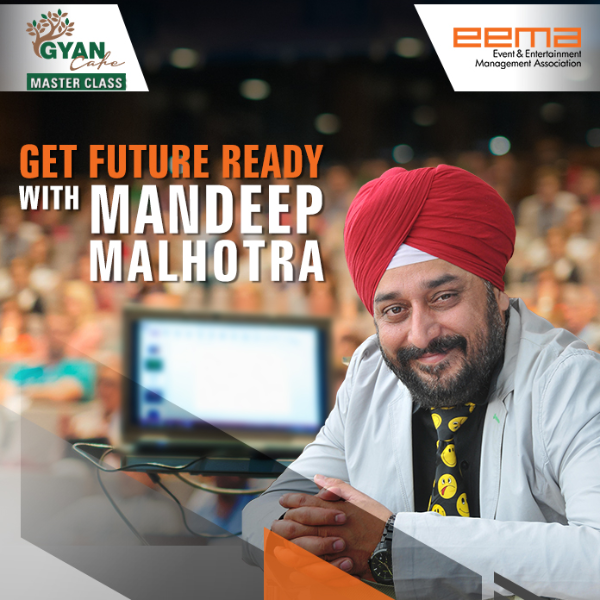 GYAN
Cafe
MASTER CLASS
eema
Event & Entertainment
Management Association
GET FUTURE READY
WITH MANDEEP
MALHOTRA